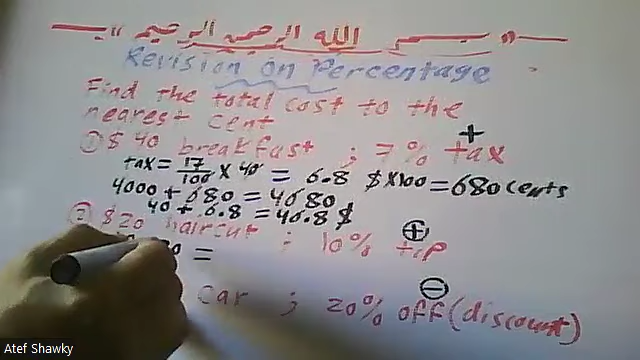 بسم الله الرحمن الرحيم
Revision on Percentage
Find the total cost to the
nearest cent
① $ 40 breakfast ; 7% tax +
tax = 17/100 × 40 = 6.8 $ × 100 = 680 cents
4000 + 680 = 4680
40 + 6.8 = 46.8 $
② $20 haircut ; 10% tip ⊕
=
car ; 20% off (discount) ⊖
Atef Shawky